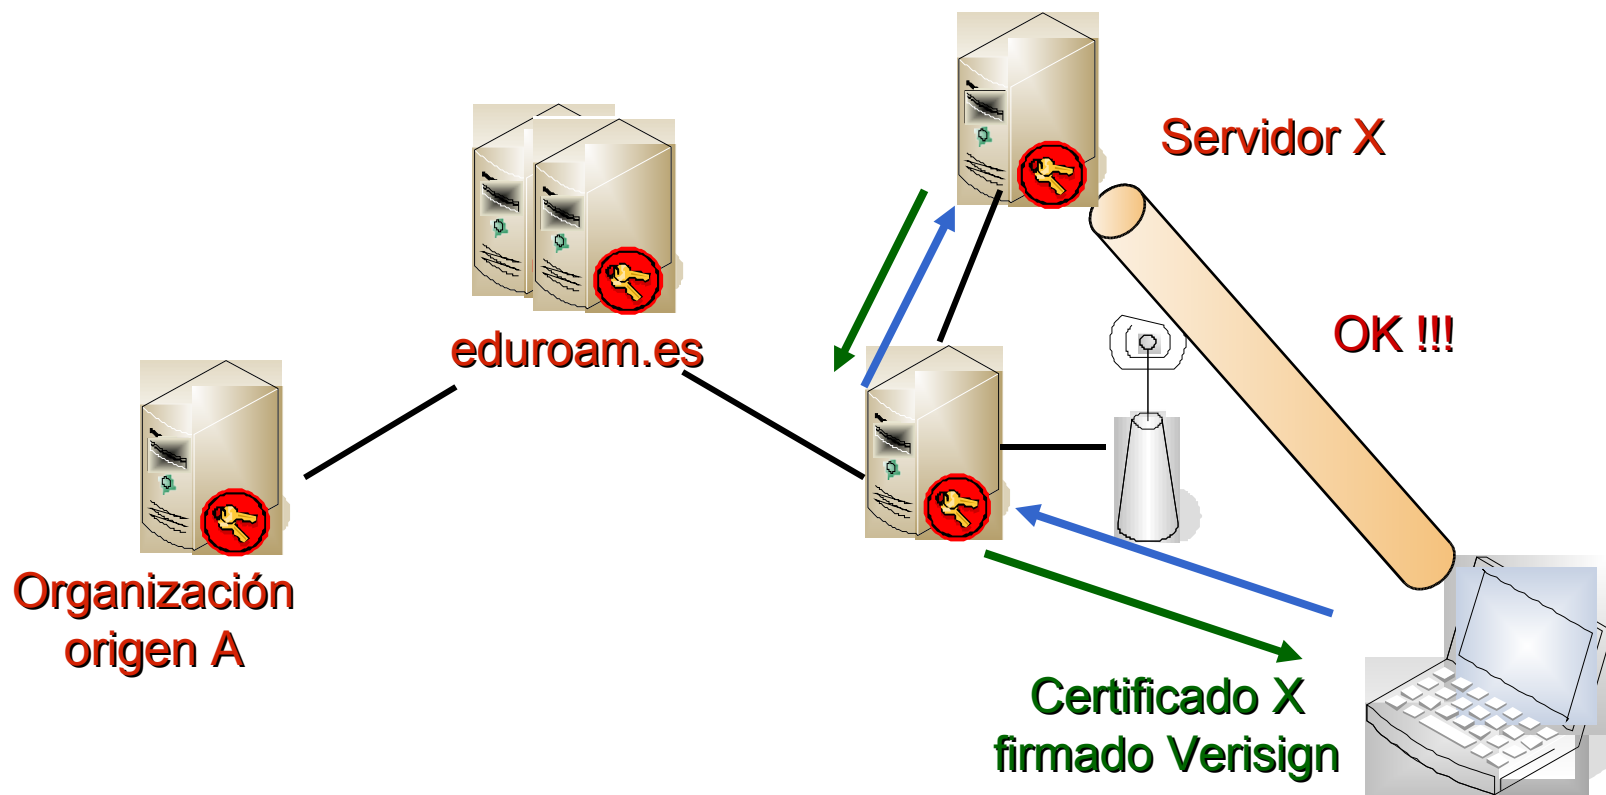 Servidor X
OK !!!
eduroam.es
Organización
origen A
Certificado X
firmado Verisign